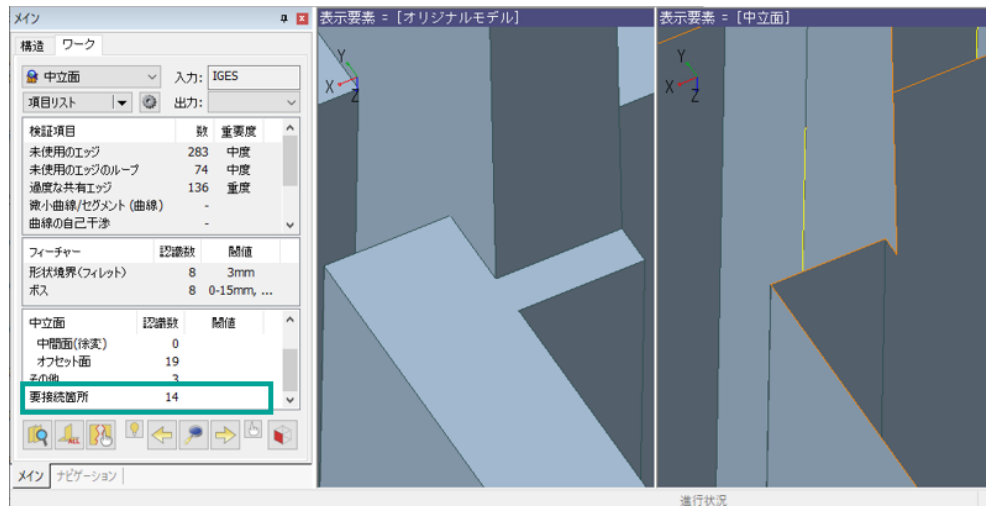 メイン
構造 ワーク
中立面 入力: IGES
項目リスト 出力:
検証項目 数 重要度
未使用のエッジ 283 中度
未使用のエッジのループ 74 中度
過度な共有エッジ 136 重度
微小曲線/セグメント (曲線) -
曲線の自己干渉 -
フィーチャー 認識数 閾値
形状境界(フィレット) 8 3mm
ボス 8 0-15mm, ...
中立面 認識数 閾値
中間面(徐変) 0
オフセット面 19
その他 3
要接続箇所 14
ALL
メイン ナビゲーション
表示要素 = [オリジナルモデル]
Y
X
Z
表示要素 = [中立面]
Y
X
Z
進行状況